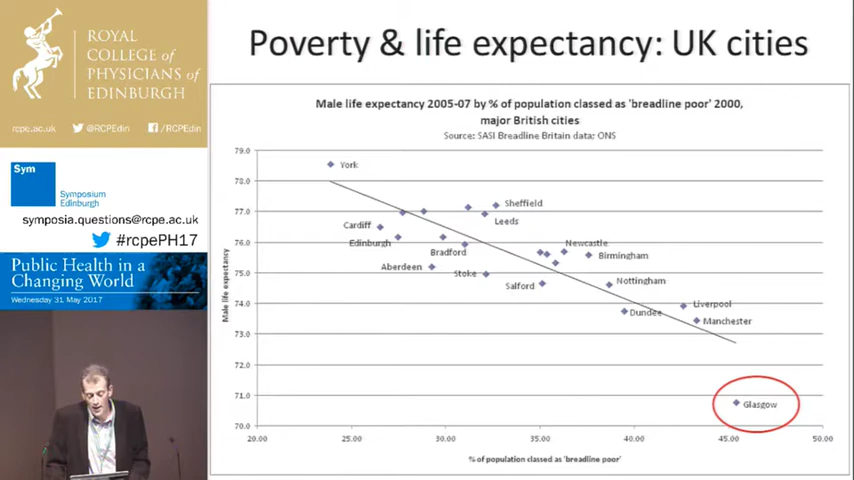 ROYAL
COLLEGE of
PHYSICIANS of
EDINBURGH
rcpe.ac.uk @RCPEdin /RCPEdin
Sym
Symposium
Edinburgh
symposia.questions@rcpe.ac.uk
#rcpePH17
Public Health in a
Changing World
Wednesday 31 May 2017
Poverty & life expectancy: UK cities
Male life expectancy 2005-07 by % of population classed as 'breadline poor' 2000,
major British cities
Source: SASI Breadline Britain data; ONS
Male life expectancy
79.0
78.0
77.0
76.0
75.0
74.0
73.0
72.0
71.0
70.0
York
Sheffield
Leeds
Cardiff
Edinburgh
Bradford
Newcastle
Birmingham
Aberdeen
Stoke
Salford
Nottingham
Liverpool
Dundee
Manchester
Glasgow
20.00 25.00 30.00 35.00 40.00 45.00 50.00
% of population classed as 'breadline poor'